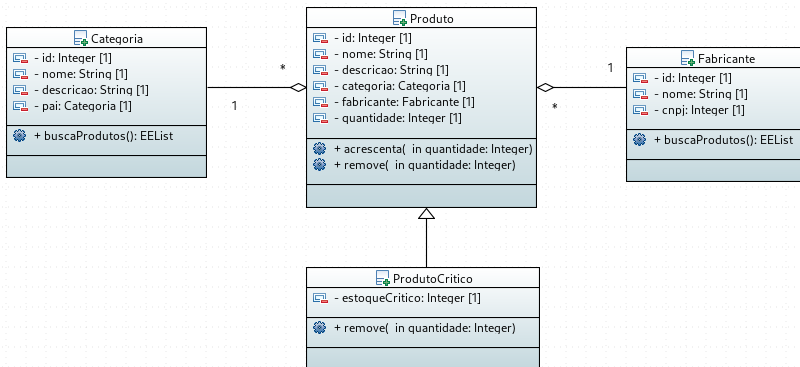 Categoria
- id: Integer [1]
- nome: String [1]
- descricao: String [1]
- pai: Categoria [1]
+ buscaProdutos(): EEList
*
1
Produto
- id: Integer [1]
- nome: String [1]
- descricao: String [1]
- categoria: Categoria [1]
- fabricante: Fabricante [1]
- quantidade: Integer [1]
+ acrescenta( in quantidade: Integer)
+ remove( in quantidade: Integer)
1
*
Fabricante
- id: Integer [1]
- nome: String [1]
- cnpj: String [1]
+ buscaProdutos(): EEList
ProdutoCritico
- estoqueCritico: Integer [1]
+ remove( in quantidade: Integer)